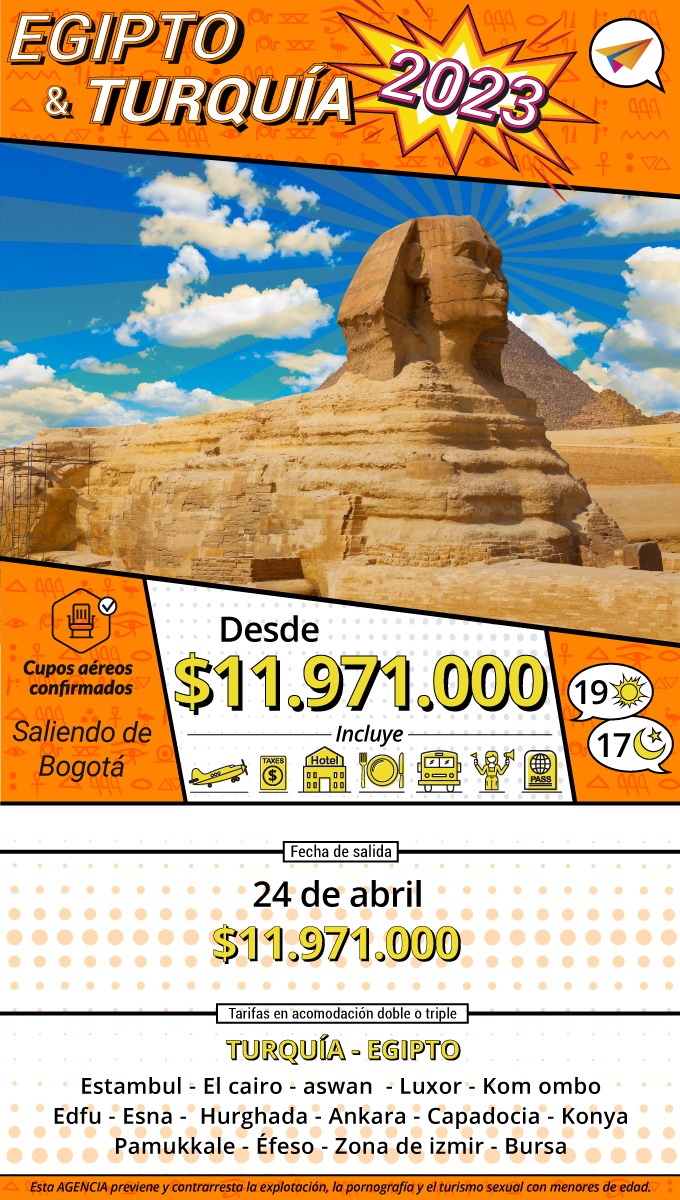 EGIPTO
& TURQUÍA
2023
Desde
$11.971.000
Cupos aéreos
confirmados
Saliendo de
Bogotá
Incluye
TAXES
$
Hotel
PASS
19
17
Fecha de salida
24 de abril
$11.971.000
Tarifas en acomodación doble o triple
TURQUÍA - EGIPTO
Estambul - El cairo - aswan - Luxor - Kom ombo
Edfu - Esna - Hurghada - Ankara - Capadocia - Konya
Pamukkale - Éfeso - Zona de izmir - Bursa
Esta AGENCIA previene y contrarresta la explotación, la pornografía y el turismo sexual con menores de edad.